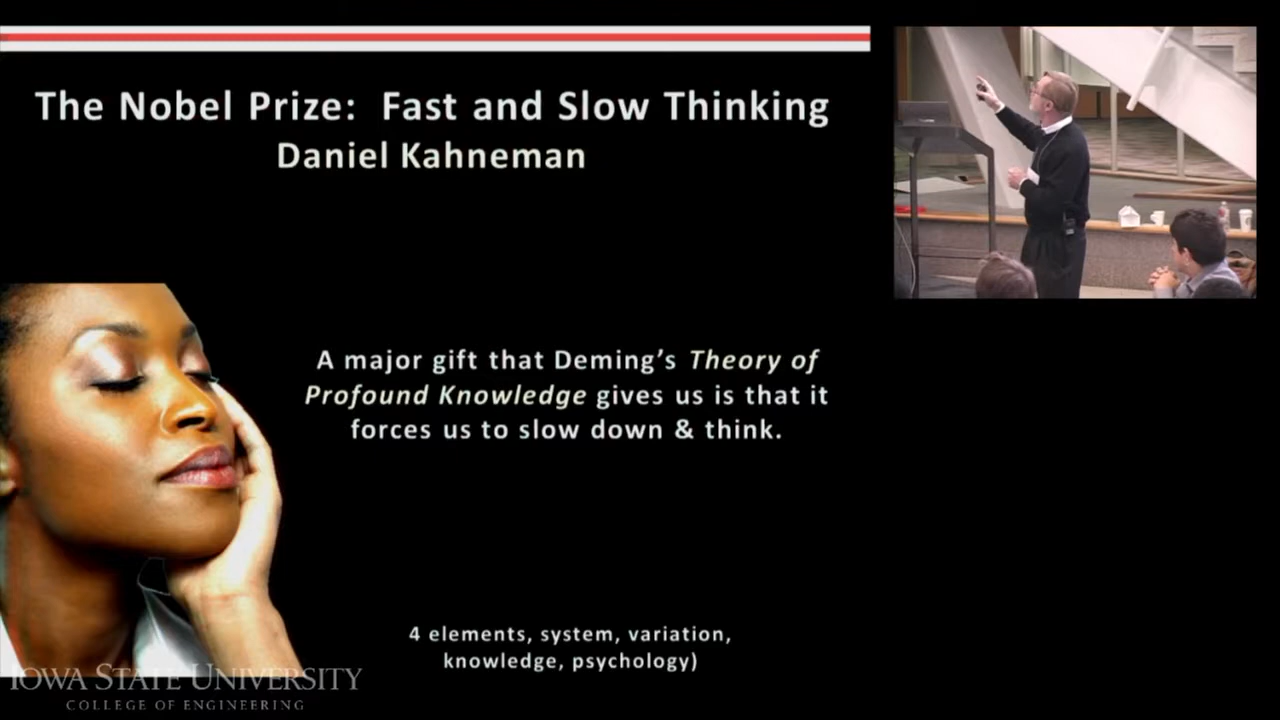 The Nobel Prize: Fast and Slow Thinking
Daniel Kahneman
A major gift that Deming’s Theory of
Profound Knowledge gives us is that it
forces us to slow down & think.
4 elements, system, variation,
knowledge, psychology)
IOWA STATE UNIVERSITY
COLLEGE OF ENGINEERING